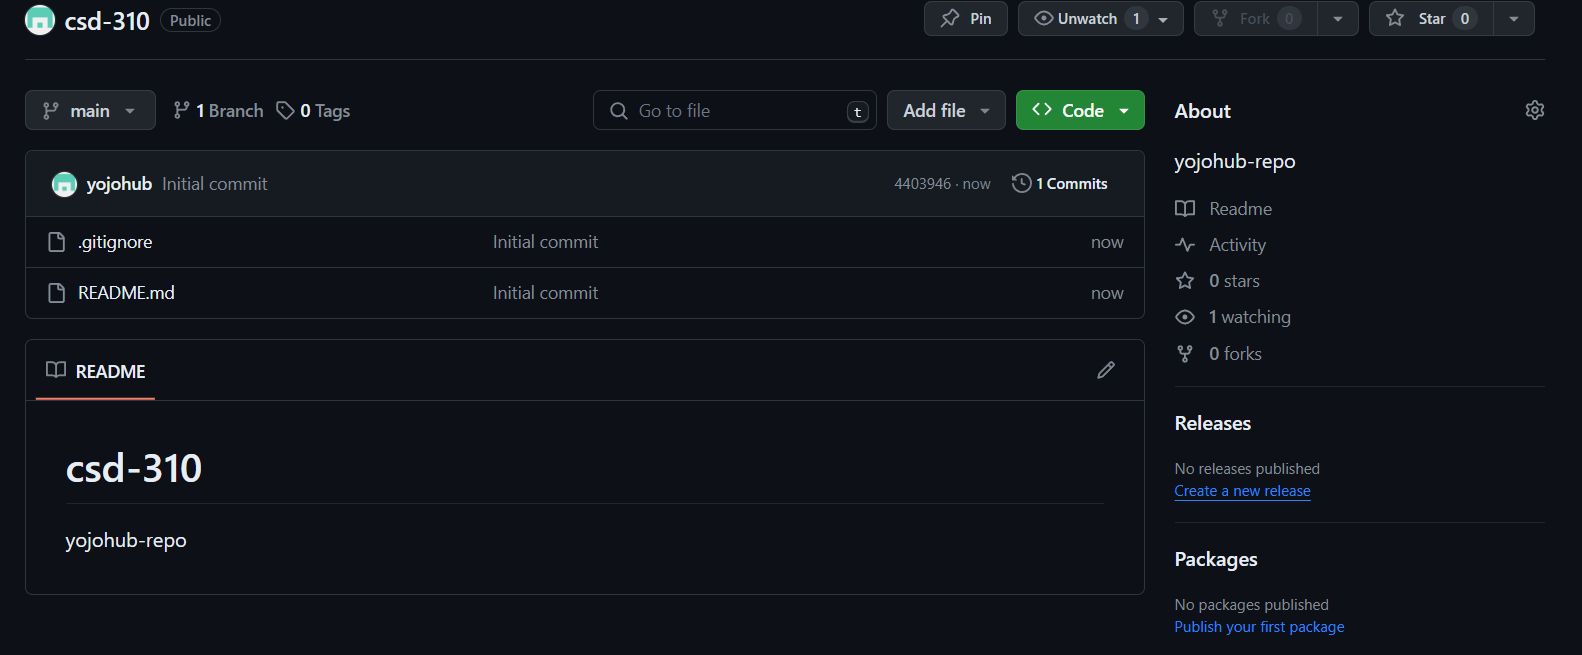 csd-310 Public Pin Unwatch 1 Fork 0 Star 0
main 1 Branch 0 Tags Go to file t Add file Code
yojohub Initial commit 4403946 · now 1 Commits
.gitignore Initial commit now
README.md Initial commit now
README
csd-310
yojohub-repo
About
yojohub-repo
Readme
Activity
0 stars
1 watching
0 forks
Releases
No releases published
Create a new release
Packages
No packages published
Publish your first package